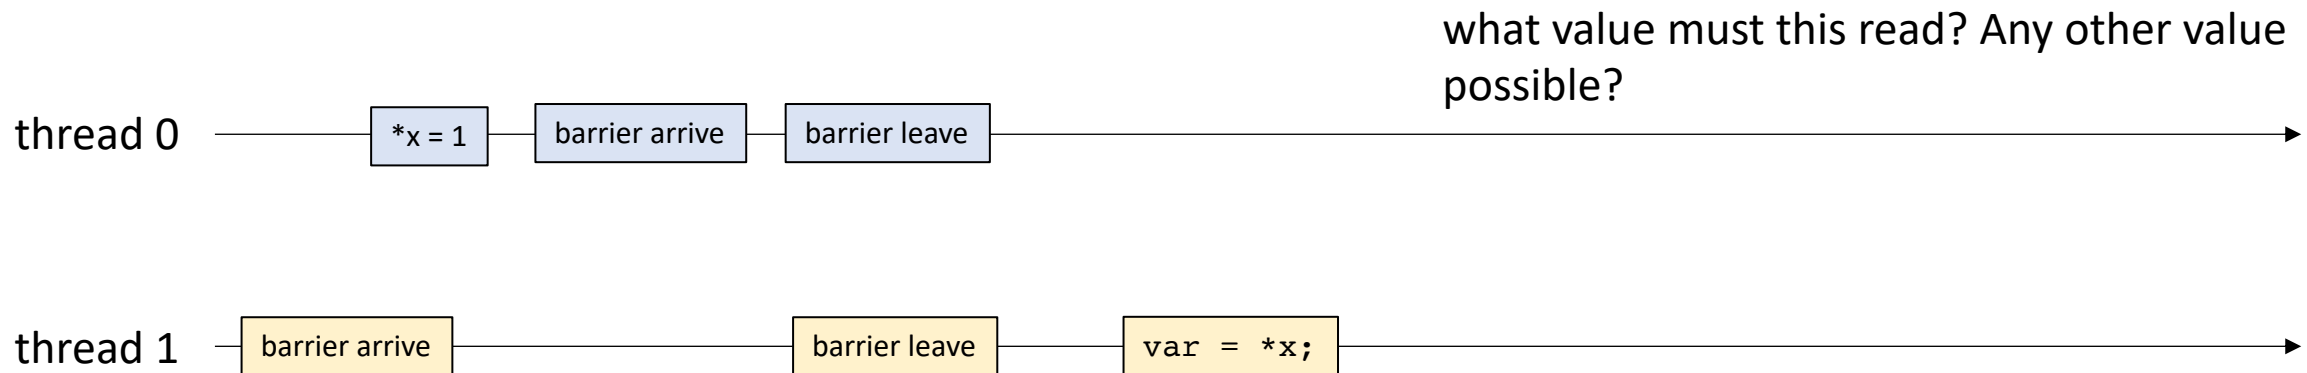 what value must this read? Any other value
possible?
thread 0
*x = 1
barrier arrive
barrier leave
thread 1
barrier arrive
barrier leave
var = *x;